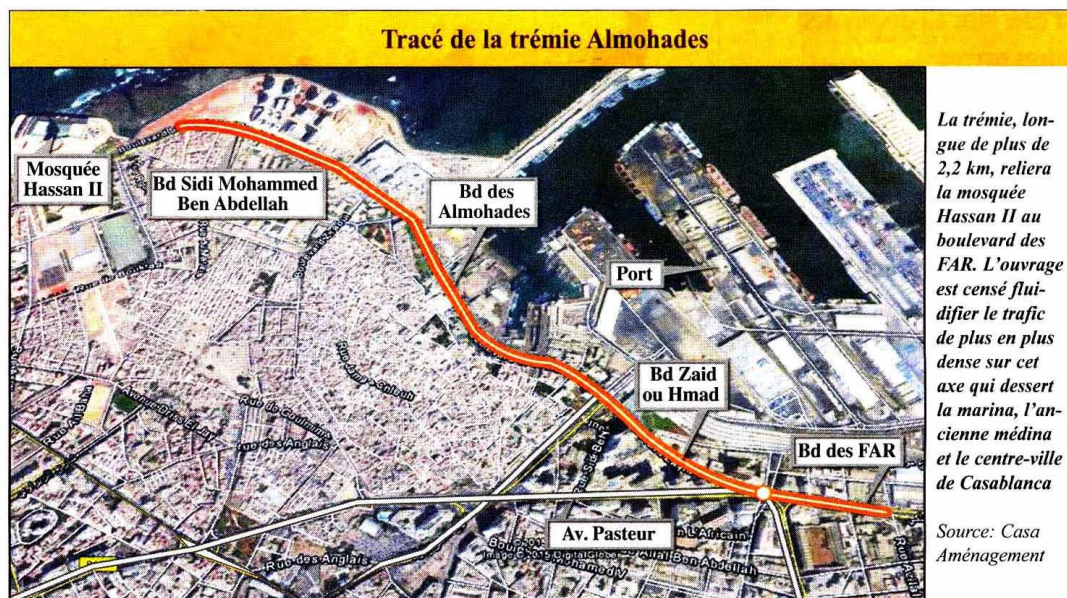 Tracé de la trémie Almohades
Mosquée
Hassan II
Bd Sidi Mohammed
Ben Abdellah
Bd des
Almohades
Port
Bd Zaid
ou Hmad
Bd des FAR
Av. Pasteur
Rue des Anglais
Rue des Anglais
La trémie, lon-
gue de plus de
2,2 km, reliera
la mosquée
Hassan II au
boulevard des
FAR. L'ouvrage
est censé flui-
difier le trafic
de plus en plus
dense sur cet
axe qui dessert
la marina, l'an-
cienne médina
et le centre-ville
de Casablanca
Source: Casa
Aménagement